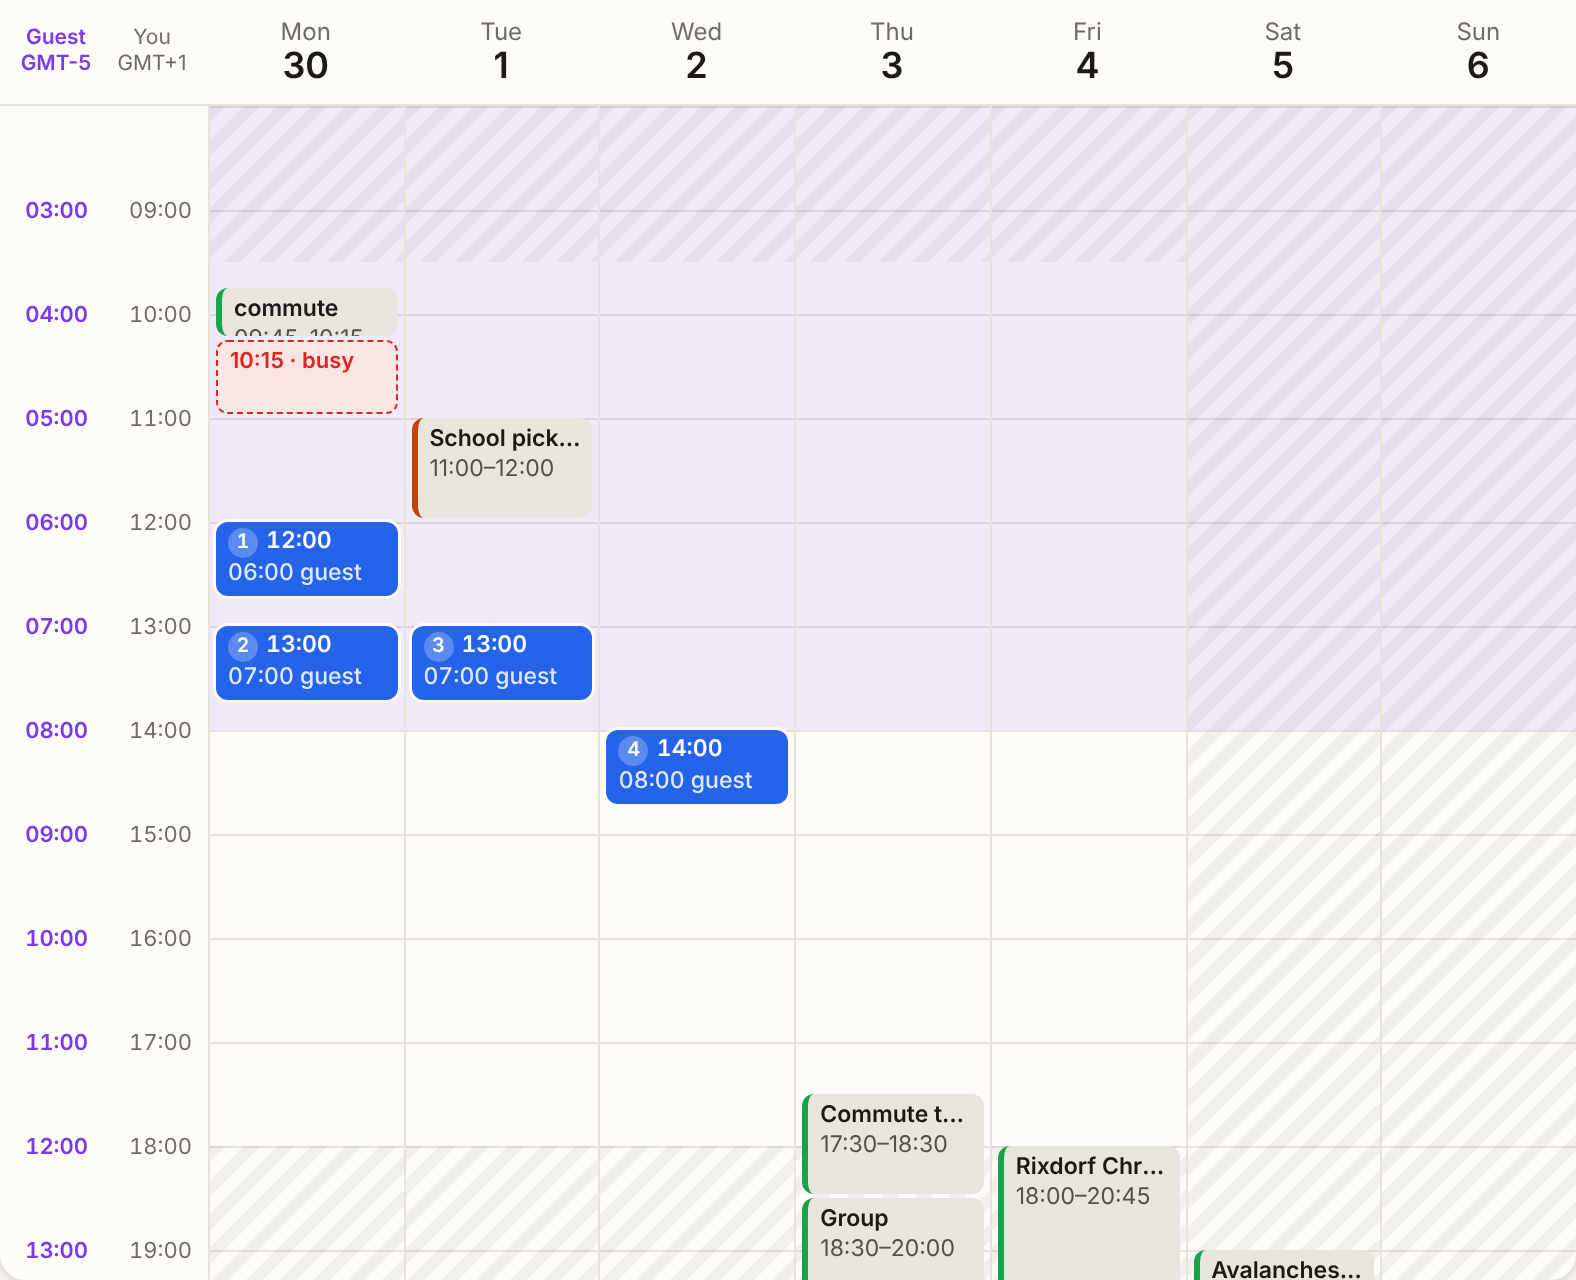 Guest
GMT-5
You
GMT+1
Mon
30
Tue
1
Wed
2
Thu
3
Fri
4
Sat
5
Sun
6
03:00 09:00
04:00 10:00
commute
09:45–10:15
10:15 · busy
05:00 11:00
School pick...
11:00–12:00
06:00 12:00
1 12:00
06:00 guest
07:00 13:00
2 13:00
07:00 guest
3 13:00
07:00 guest
08:00 14:00
4 14:00
08:00 guest
09:00 15:00
10:00 16:00
11:00 17:00
Commute t...
17:30–18:30
12:00 18:00
Rixdorf Chr...
18:00–20:45
Group
18:30–20:00
13:00 19:00
Avalanches...